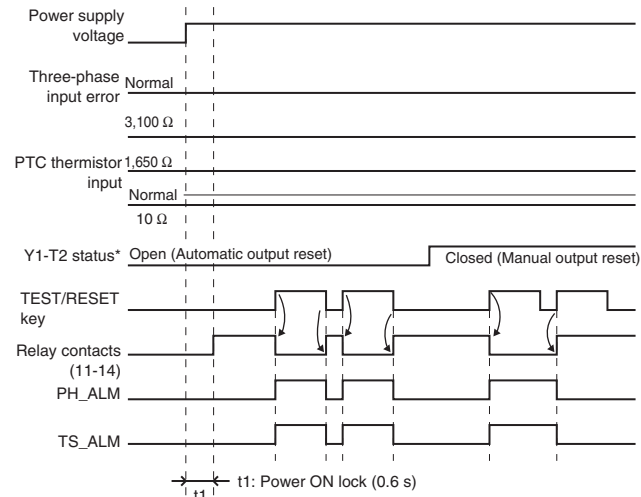 Power supply
voltage
Three-phase
input error
Normal
3,100 Ω
PTC thermistor
input
1,650 Ω
Normal
10 Ω
Y1-T2 status*
Open (Automatic output reset)
Closed (Manual output reset)
TEST/RESET
key
Relay contacts
(11-14)
PH_ALM
TS_ALM
t1: Power ON lock (0.6 s)
t1